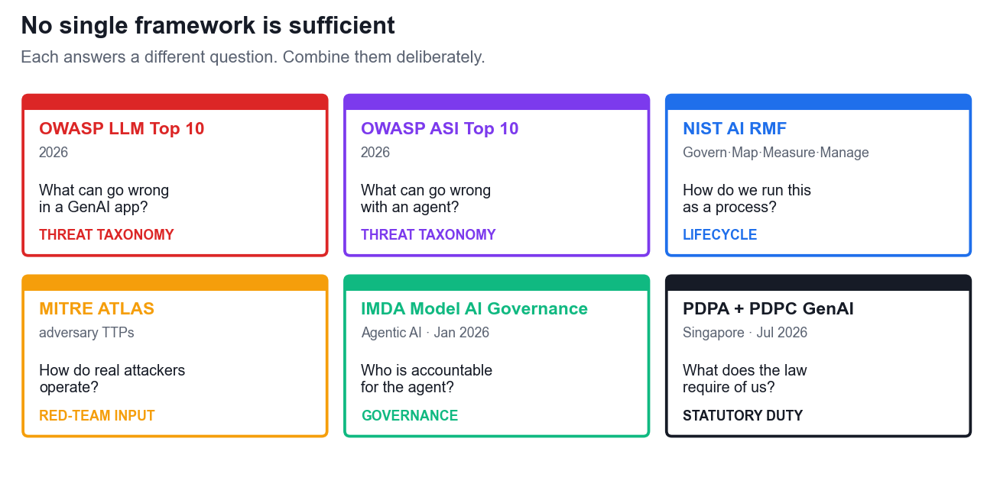 No single framework is sufficient
Each answers a different question. Combine them deliberately.
OWASP LLM Top 10
2026
What can go wrong
in a GenAI app?
THREAT TAXONOMY
OWASP ASI Top 10
2026
What can go wrong
with an agent?
THREAT TAXONOMY
NIST AI RMF
Govern·Map·Measure·Manage
How do we run this
as a process?
LIFECYCLE
MITRE ATLAS
adversary TTPs
How do real attackers
operate?
RED-TEAM INPUT
IMDA Model AI Governance
Agentic AI · Jan 2026
Who is accountable
for the agent?
GOVERNANCE
PDPA + PDPC GenAI
Singapore · Jul 2026
What does the law
require of us?
STATUTORY DUTY